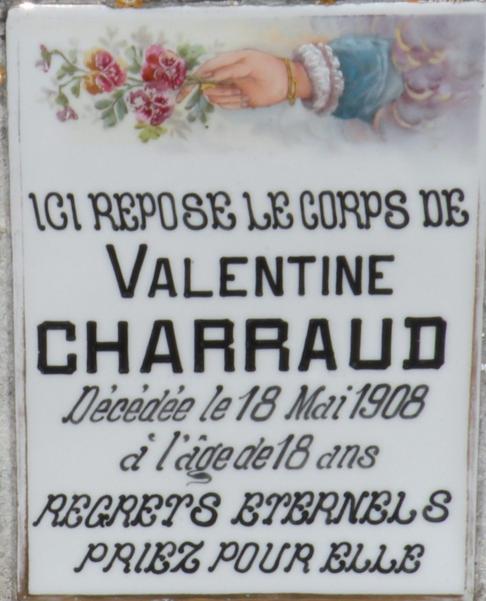 ICI REPOSE LE CORPS DE
VALENTINE
CHARRAUD
Décédée le 18 Mai 1908
à l'âge de 18 ans
REGRETS ETERNELS
PRIEZ POUR ELLE